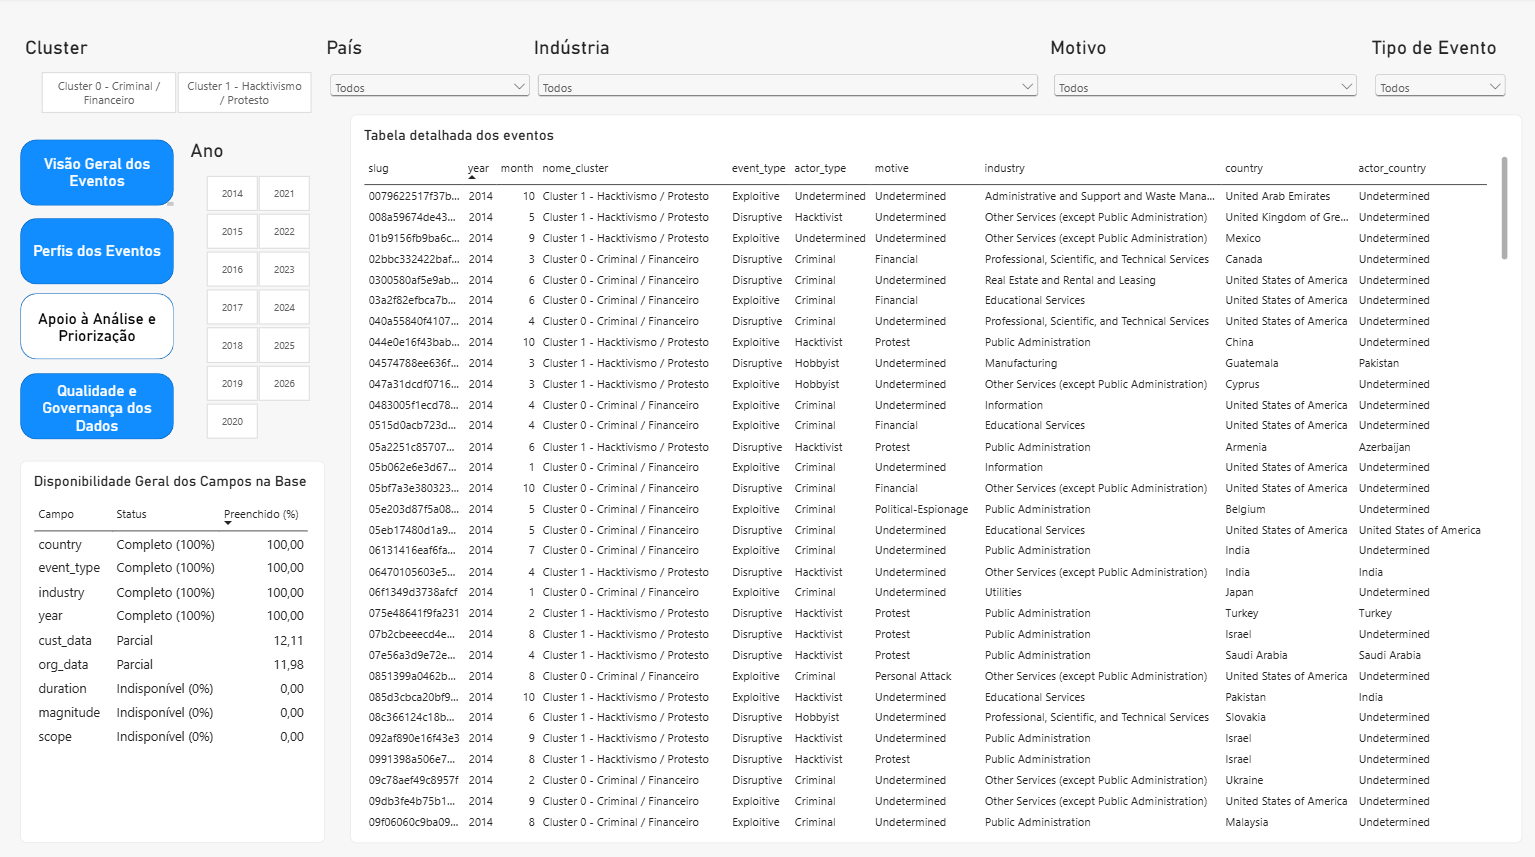 Cluster
Cluster 0 - Criminal /
Financeiro
Cluster 1 - Hacktivismo
/ Protesto
País
Todos
Indústria
Todos
Motivo
Todos
Tipo de Evento
Todos
Visão Geral dos
Eventos
Perfis dos Eventos
Apoio à Análise e
Priorização
Qualidade e
Governança dos
Dados
Ano
2014 2021
2015 2022
2016 2023
2017 2024
2018 2025
2019 2026
2020
Disponibilidade Geral dos Campos na Base
Campo Status Preenchido (%)
country Completo (100%) 100,00
event_type Completo (100%) 100,00
industry Completo (100%) 100,00
year Completo (100%) 100,00
cust_data Parcial 12,11
org_data Parcial 11,98
duration Indisponível (0%) 0,00
magnitude Indisponível (0%) 0,00
scope Indisponível (0%) 0,00
Tabela detalhada dos eventos
slug year month nome_cluster event_type actor_type motive industry country actor_country
0079622517f37b... 2014 10 Cluster 1 - Hacktivismo / Protesto Exploitive Undetermined Undetermined Administrative and Support and Waste Mana... United Arab Emirates Undetermined
008a59674de43... 2014 5 Cluster 1 - Hacktivismo / Protesto Disruptive Hacktivist Undetermined Other Services (except Public Administration) United Kingdom of Gre... Undetermined
01b9156fb9ba6c... 2014 9 Cluster 1 - Hacktivismo / Protesto Exploitive Undetermined Undetermined Other Services (except Public Administration) Mexico Undetermined
02bbc332422baf... 2014 3 Cluster 0 - Criminal / Financeiro Disruptive Criminal Financial Professional, Scientific, and Technical Services Canada Undetermined
0300580af5e9ab... 2014 6 Cluster 0 - Criminal / Financeiro Disruptive Criminal Undetermined Real Estate and Rental and Leasing United States of America Undetermined
03a2f82efbca7b... 2014 6 Cluster 0 - Criminal / Financeiro Exploitive Criminal Financial Educational Services United States of America Undetermined
040a55840f4107... 2014 4 Cluster 0 - Criminal / Financeiro Disruptive Criminal Undetermined Professional, Scientific, and Technical Services United States of America Undetermined
044e0e16f43bab... 2014 10 Cluster 1 - Hacktivismo / Protesto Exploitive Hacktivist Protest Public Administration China Undetermined
04574788ee636f... 2014 3 Cluster 1 - Hacktivismo / Protesto Disruptive Hobbyist Undetermined Manufacturing Guatemala Pakistan
047a31dcdf0716... 2014 3 Cluster 1 - Hacktivismo / Protesto Exploitive Hobbyist Undetermined Other Services (except Public Administration) Cyprus Undetermined
0483005f1ecd78... 2014 4 Cluster 0 - Criminal / Financeiro Exploitive Criminal Undetermined Information United States of America Undetermined
0515d0acb723d... 2014 4 Cluster 0 - Criminal / Financeiro Exploitive Criminal Financial Educational Services United States of America Undetermined
05a2251c85707... 2014 6 Cluster 1 - Hacktivismo / Protesto Disruptive Hacktivist Protest Public Administration Armenia Azerbaijan
05b062e6e3d67... 2014 1 Cluster 0 - Criminal / Financeiro Exploitive Criminal Undetermined Information United States of America Undetermined
05bf7a3e380323... 2014 10 Cluster 0 - Criminal / Financeiro Exploitive Criminal Financial Other Services (except Public Administration) United States of America Undetermined
05e203d87f5a08... 2014 5 Cluster 0 - Criminal / Financeiro Exploitive Criminal Political-Espionage Public Administration Belgium Undetermined
05eb17480d1a9... 2014 5 Cluster 0 - Criminal / Financeiro Disruptive Criminal Undetermined Educational Services United States of America United States of America
06131416eaf6fa... 2014 7 Cluster 0 - Criminal / Financeiro Exploitive Criminal Undetermined Public Administration India Undetermined
06470105603e5... 2014 4 Cluster 1 - Hacktivismo / Protesto Disruptive Hacktivist Undetermined Other Services (except Public Administration) India India
06f1349d3738afcf 2014 1 Cluster 0 - Criminal / Financeiro Exploitive Criminal Undetermined Utilities Japan Undetermined
075e48641f9fa231 2014 2 Cluster 1 - Hacktivismo / Protesto Disruptive Hacktivist Protest Public Administration Turkey Turkey
07b2cbeeecd4e... 2014 8 Cluster 1 - Hacktivismo / Protesto Disruptive Hacktivist Protest Public Administration Israel Undetermined
07e56a3d9e72e... 2014 4 Cluster 1 - Hacktivismo / Protesto Disruptive Hacktivist Protest Public Administration Saudi Arabia Saudi Arabia
0851399a0462b... 2014 8 Cluster 0 - Criminal / Financeiro Exploitive Criminal Personal Attack Other Services (except Public Administration) United States of America Undetermined
085d3cbca20bf9... 2014 10 Cluster 1 - Hacktivismo / Protesto Exploitive Hacktivist Undetermined Educational Services Pakistan India
08c366124c18b... 2014 6 Cluster 1 - Hacktivismo / Protesto Disruptive Hobbyist Undetermined Professional, Scientific, and Technical Services Slovakia Undetermined
092af890e16f43e3 2014 9 Cluster 1 - Hacktivismo / Protesto Disruptive Hacktivist Undetermined Public Administration Israel Undetermined
0991398a506e7... 2014 8 Cluster 1 - Hacktivismo / Protesto Disruptive Hacktivist Protest Public Administration Israel Undetermined
09c78aef49c8957f 2014 2 Cluster 0 - Criminal / Financeiro Disruptive Criminal Undetermined Other Services (except Public Administration) Ukraine Undetermined
09db3fe4b75b1... 2014 9 Cluster 0 - Criminal / Financeiro Exploitive Criminal Undetermined Other Services (except Public Administration) United States of America Undetermined
09f06060c9ba09... 2014 8 Cluster 0 - Criminal / Financeiro Exploitive Criminal Undetermined Public Administration Malaysia Undetermined